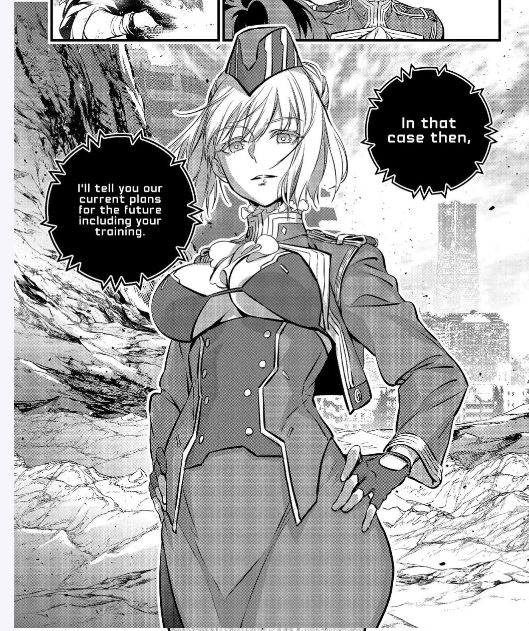 In that
case then,
I'll tell you our
current plans
for the future
including your
training.